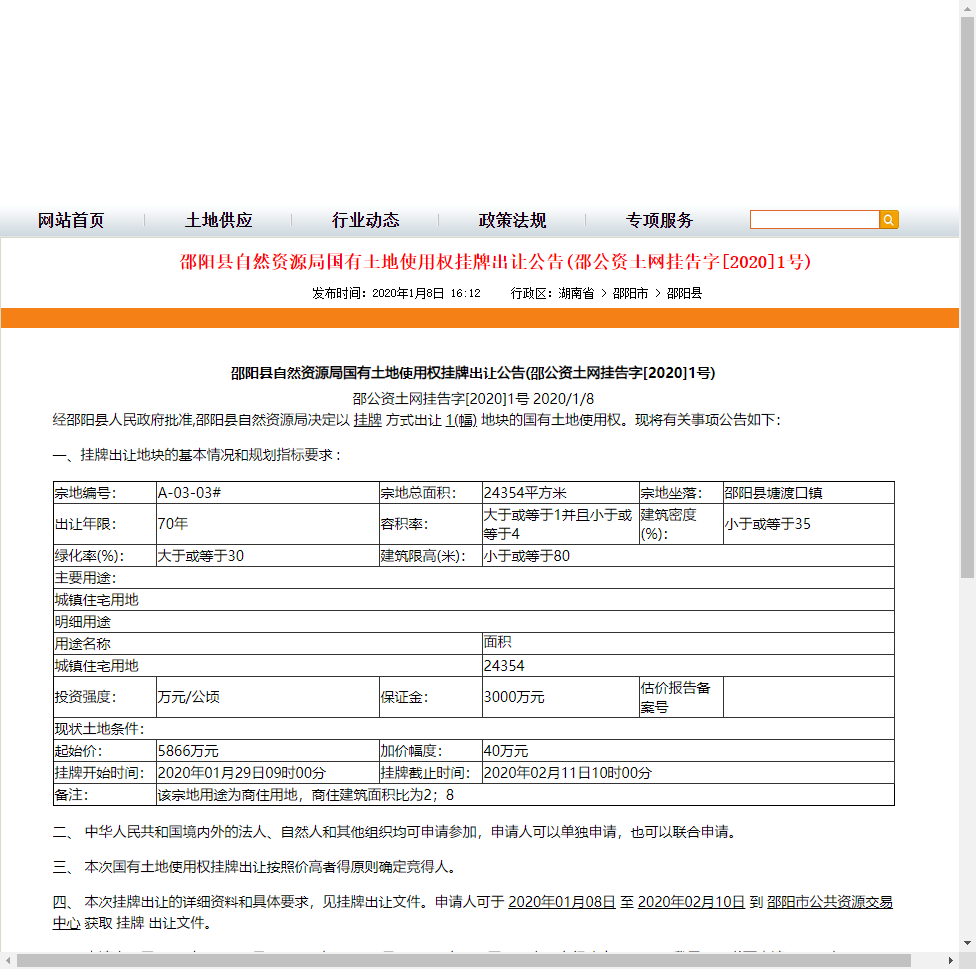 网站首页 土地供应 行业动态 政策法规 专项服务
邵阳县自然资源局国有土地使用权挂牌出让公告(邵公资土网挂告字[2020]1号)
发布时间：2020年1月8日 16:12 行政区：湖南省 > 邵阳市 > 邵阳县
邵阳县自然资源局国有土地使用权挂牌出让公告(邵公资土网挂告字[2020]1号)
邵公资土网挂告字[2020]1号 2020/1/8
经邵阳县人民政府批准,邵阳县自然资源局决定以 挂牌 方式出让 1(幅) 地块的国有土地使用权。现将有关事项公告如下：
一、挂牌出让地块的基本情况和规划指标要求：
宗地编号： A-03-03# 宗地总面积： 24354平方米 宗地坐落： 邵阳县塘渡口镇
出让年限： 70年 容积率： 大于或等于1并且小于或等于4 建筑密度(%)： 小于或等于35
绿化率(%)： 大于或等于30 建筑限高(米)： 小于或等于80
主要用途：
城镇住宅用地
明细用途
用途名称 面积
城镇住宅用地 24354
投资强度： 万元/公顷 保证金： 3000万元 估价报告备案号
现状土地条件：
起始价： 5866万元 加价幅度： 40万元
挂牌开始时间： 2020年01月29日09时00分 挂牌截止时间： 2020年02月11日10时00分
备注： 该宗地用途为商住用地，商住建筑面积比为2；8
二、 中华人民共和国境内外的法人、自然人和其他组织均可申请参加，申请人可以单独申请，也可以联合申请。
三、 本次国有土地使用权挂牌出让按照价高者得原则确定竞得人。
四、 本次挂牌出让的详细资料和具体要求，见挂牌出让文件。申请人可于 2020年01月08日 至 2020年02月10日 到 邵阳市公共资源交易
中心 获取 挂牌 出让文件。